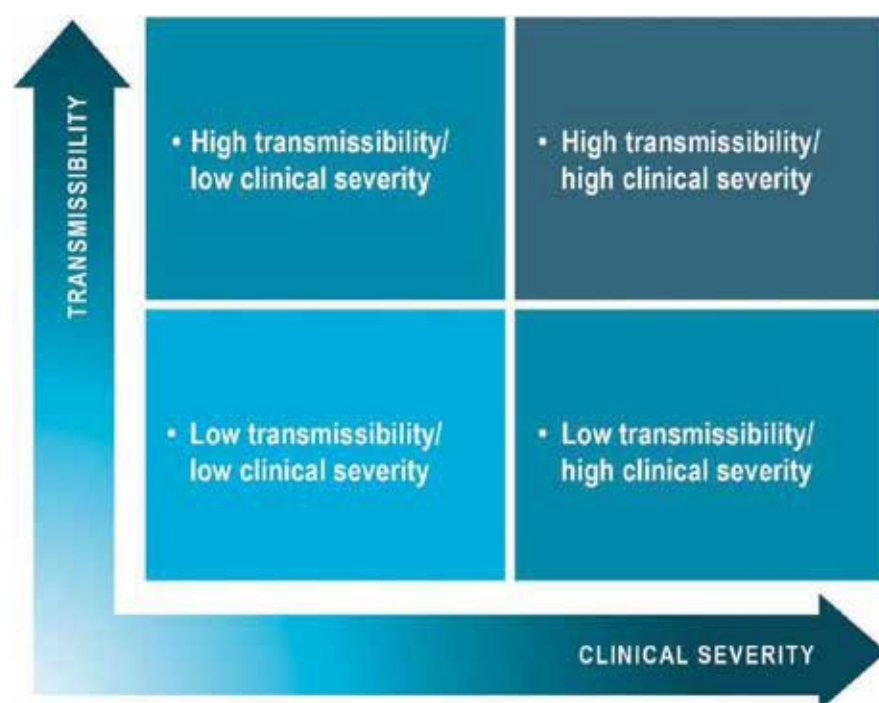 TRANSMISSIBILITY
• High transmissibility/
low clinical severity
• High transmissibility/
high clinical severity
• Low transmissibility/
low clinical severity
• Low transmissibility/
high clinical severity
CLINICAL SEVERITY